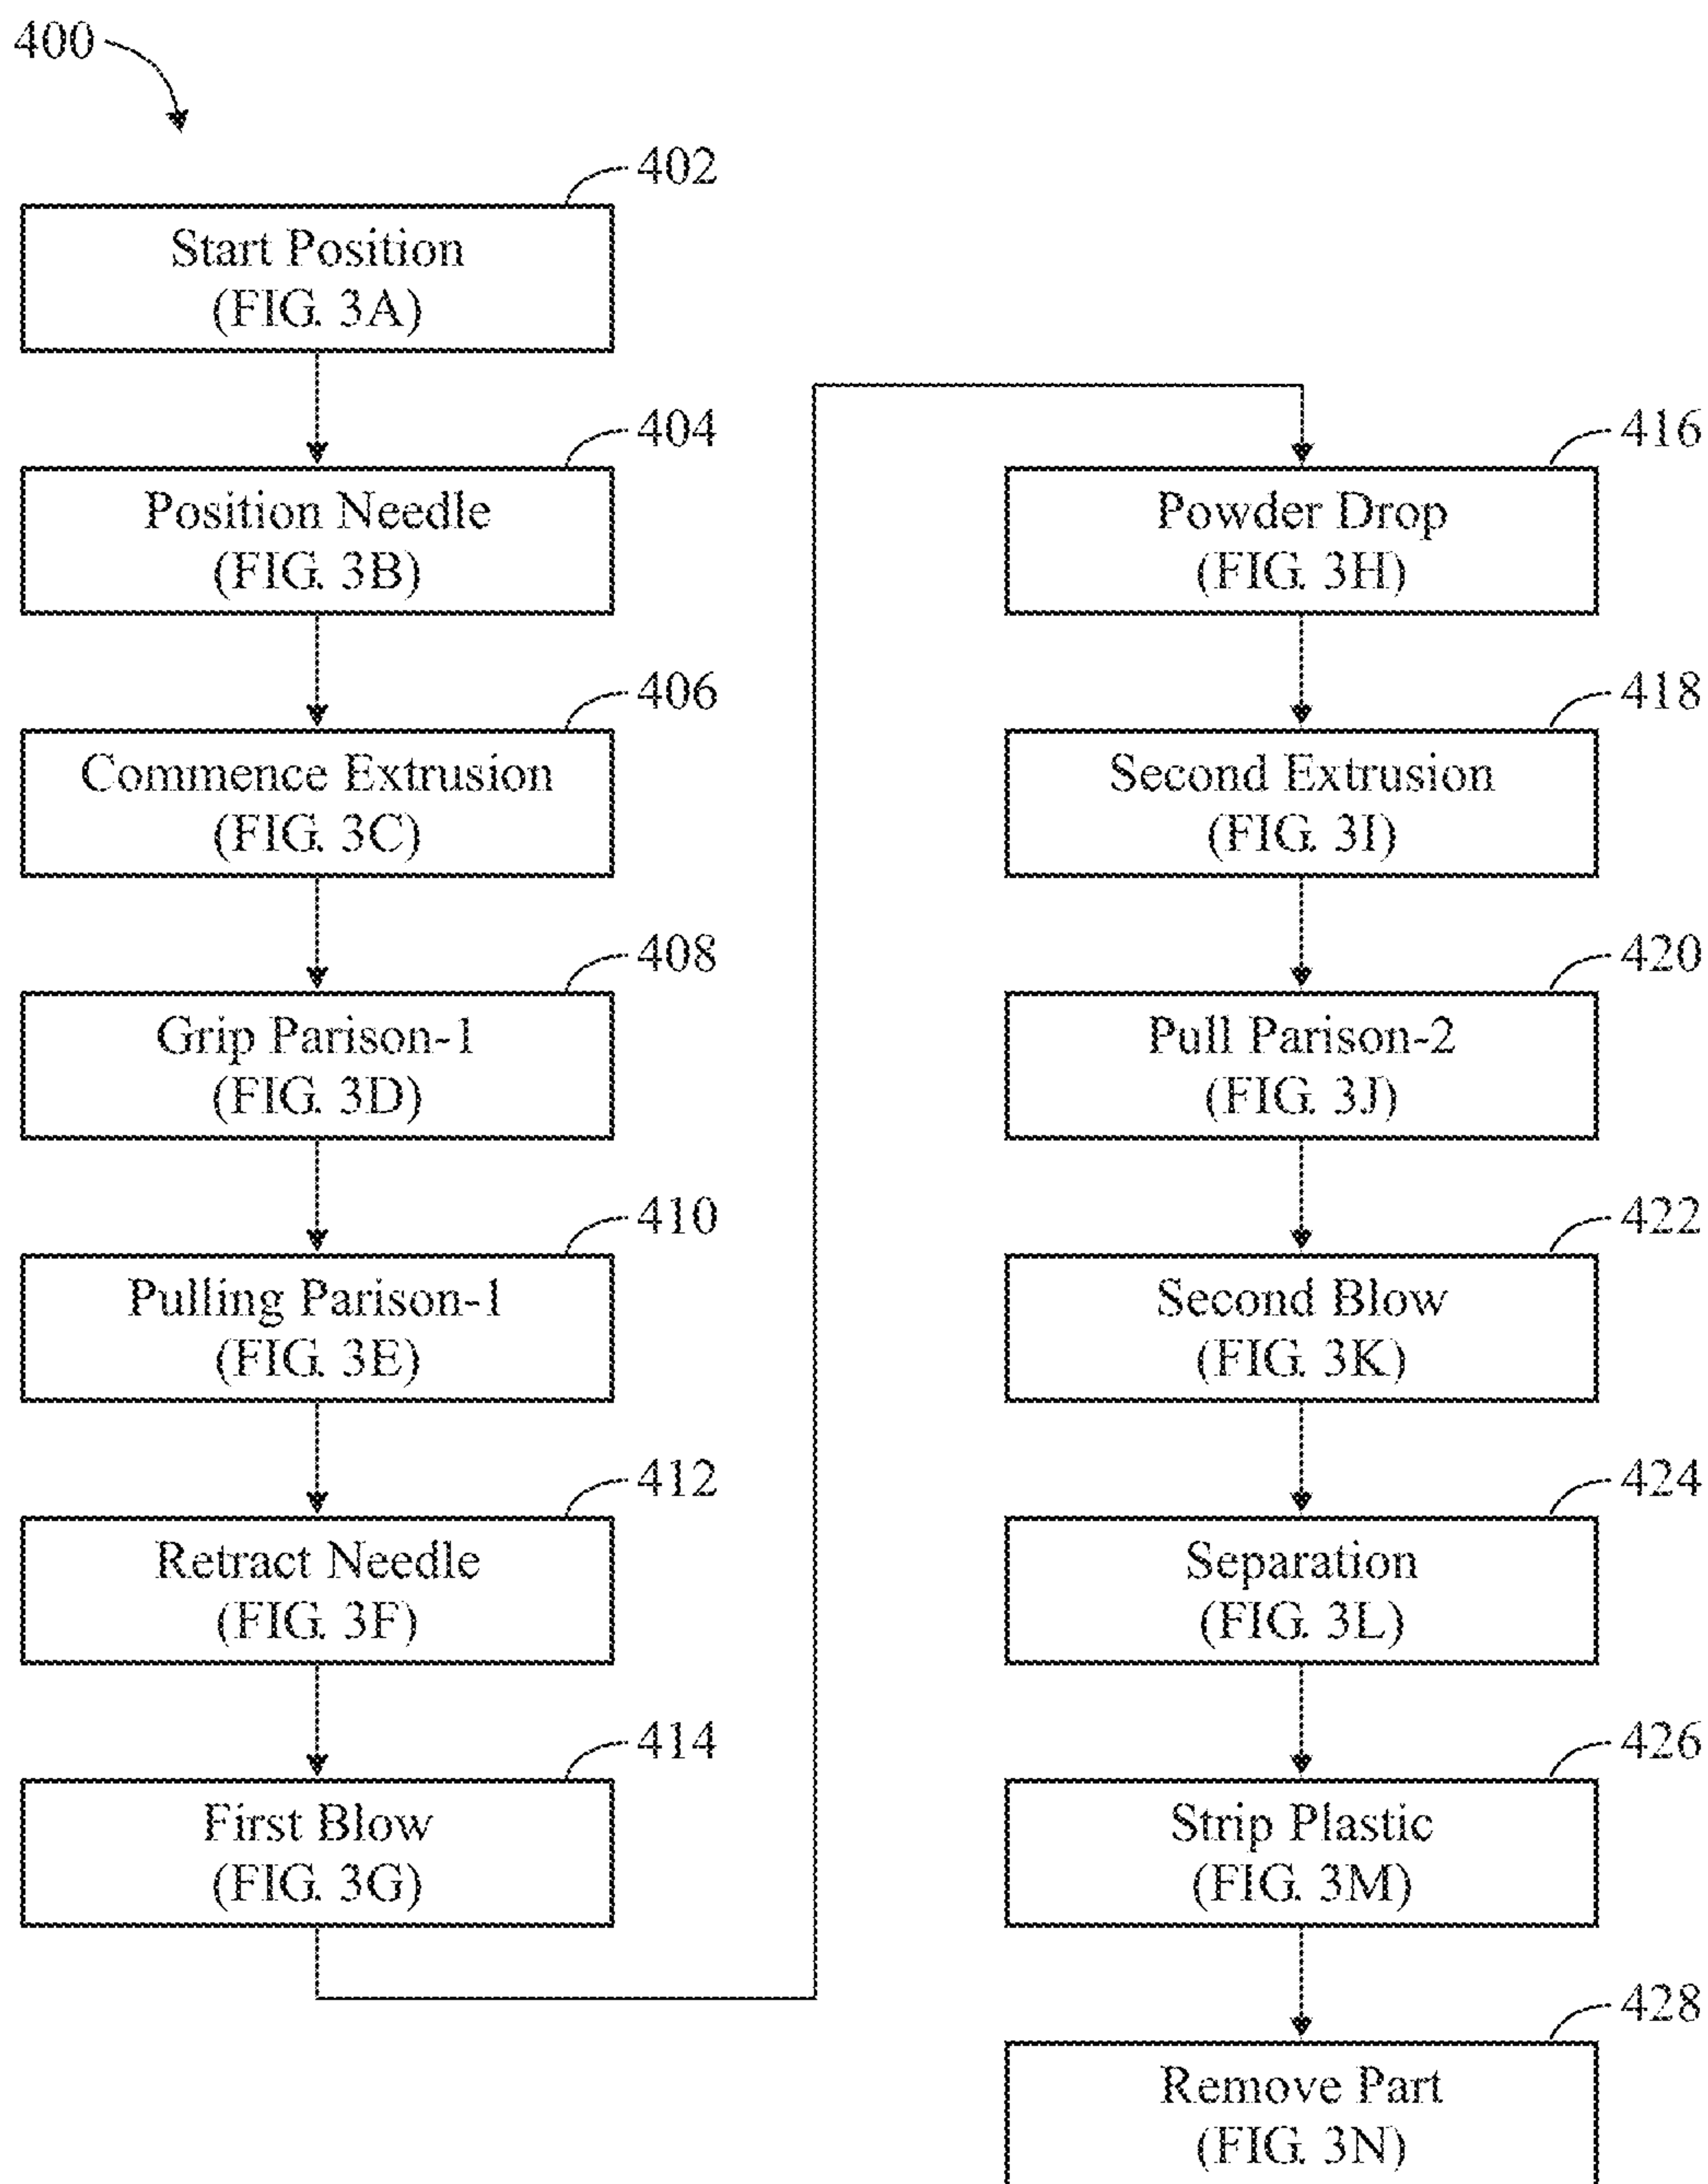 400
402
Start Position
(FIG. 3A)
404
Position Needle
(FIG. 3B)
406
Commence Extrusion
(FIG. 3C)
408
Grip Parison-1
(FIG. 3D)
410
Pulling Parison-1
(FIG. 3E)
412
Retract Needle
(FIG. 3F)
414
First Blow
(FIG. 3G)
416
Powder Drop
(FIG. 3H)
418
Second Extrusion
(FIG. 3I)
420
Pull Parison-2
(FIG. 3J)
422
Second Blow
(FIG. 3K)
424
Separation
(FIG. 3L)
426
Strip Plastic
(FIG. 3M)
428
Remove Part
(FIG. 3N)